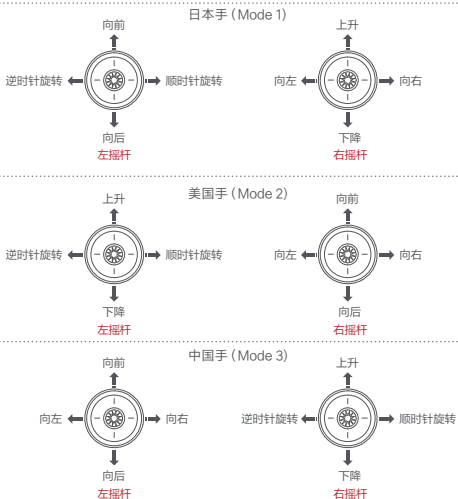 日本手 (Mode 1)
向前 上升
逆时针旋转 顺时针旋转 向左 向右
向后 下降
左摇杆 右摇杆
美国手 (Mode 2)
上升 向前
逆时针旋转 顺时针旋转 向左 向右
下降 向后
左摇杆 右摇杆
中国手 (Mode 3)
向前 上升
向左 向右 逆时针旋转 顺时针旋转
向后 下降
左摇杆 右摇杆